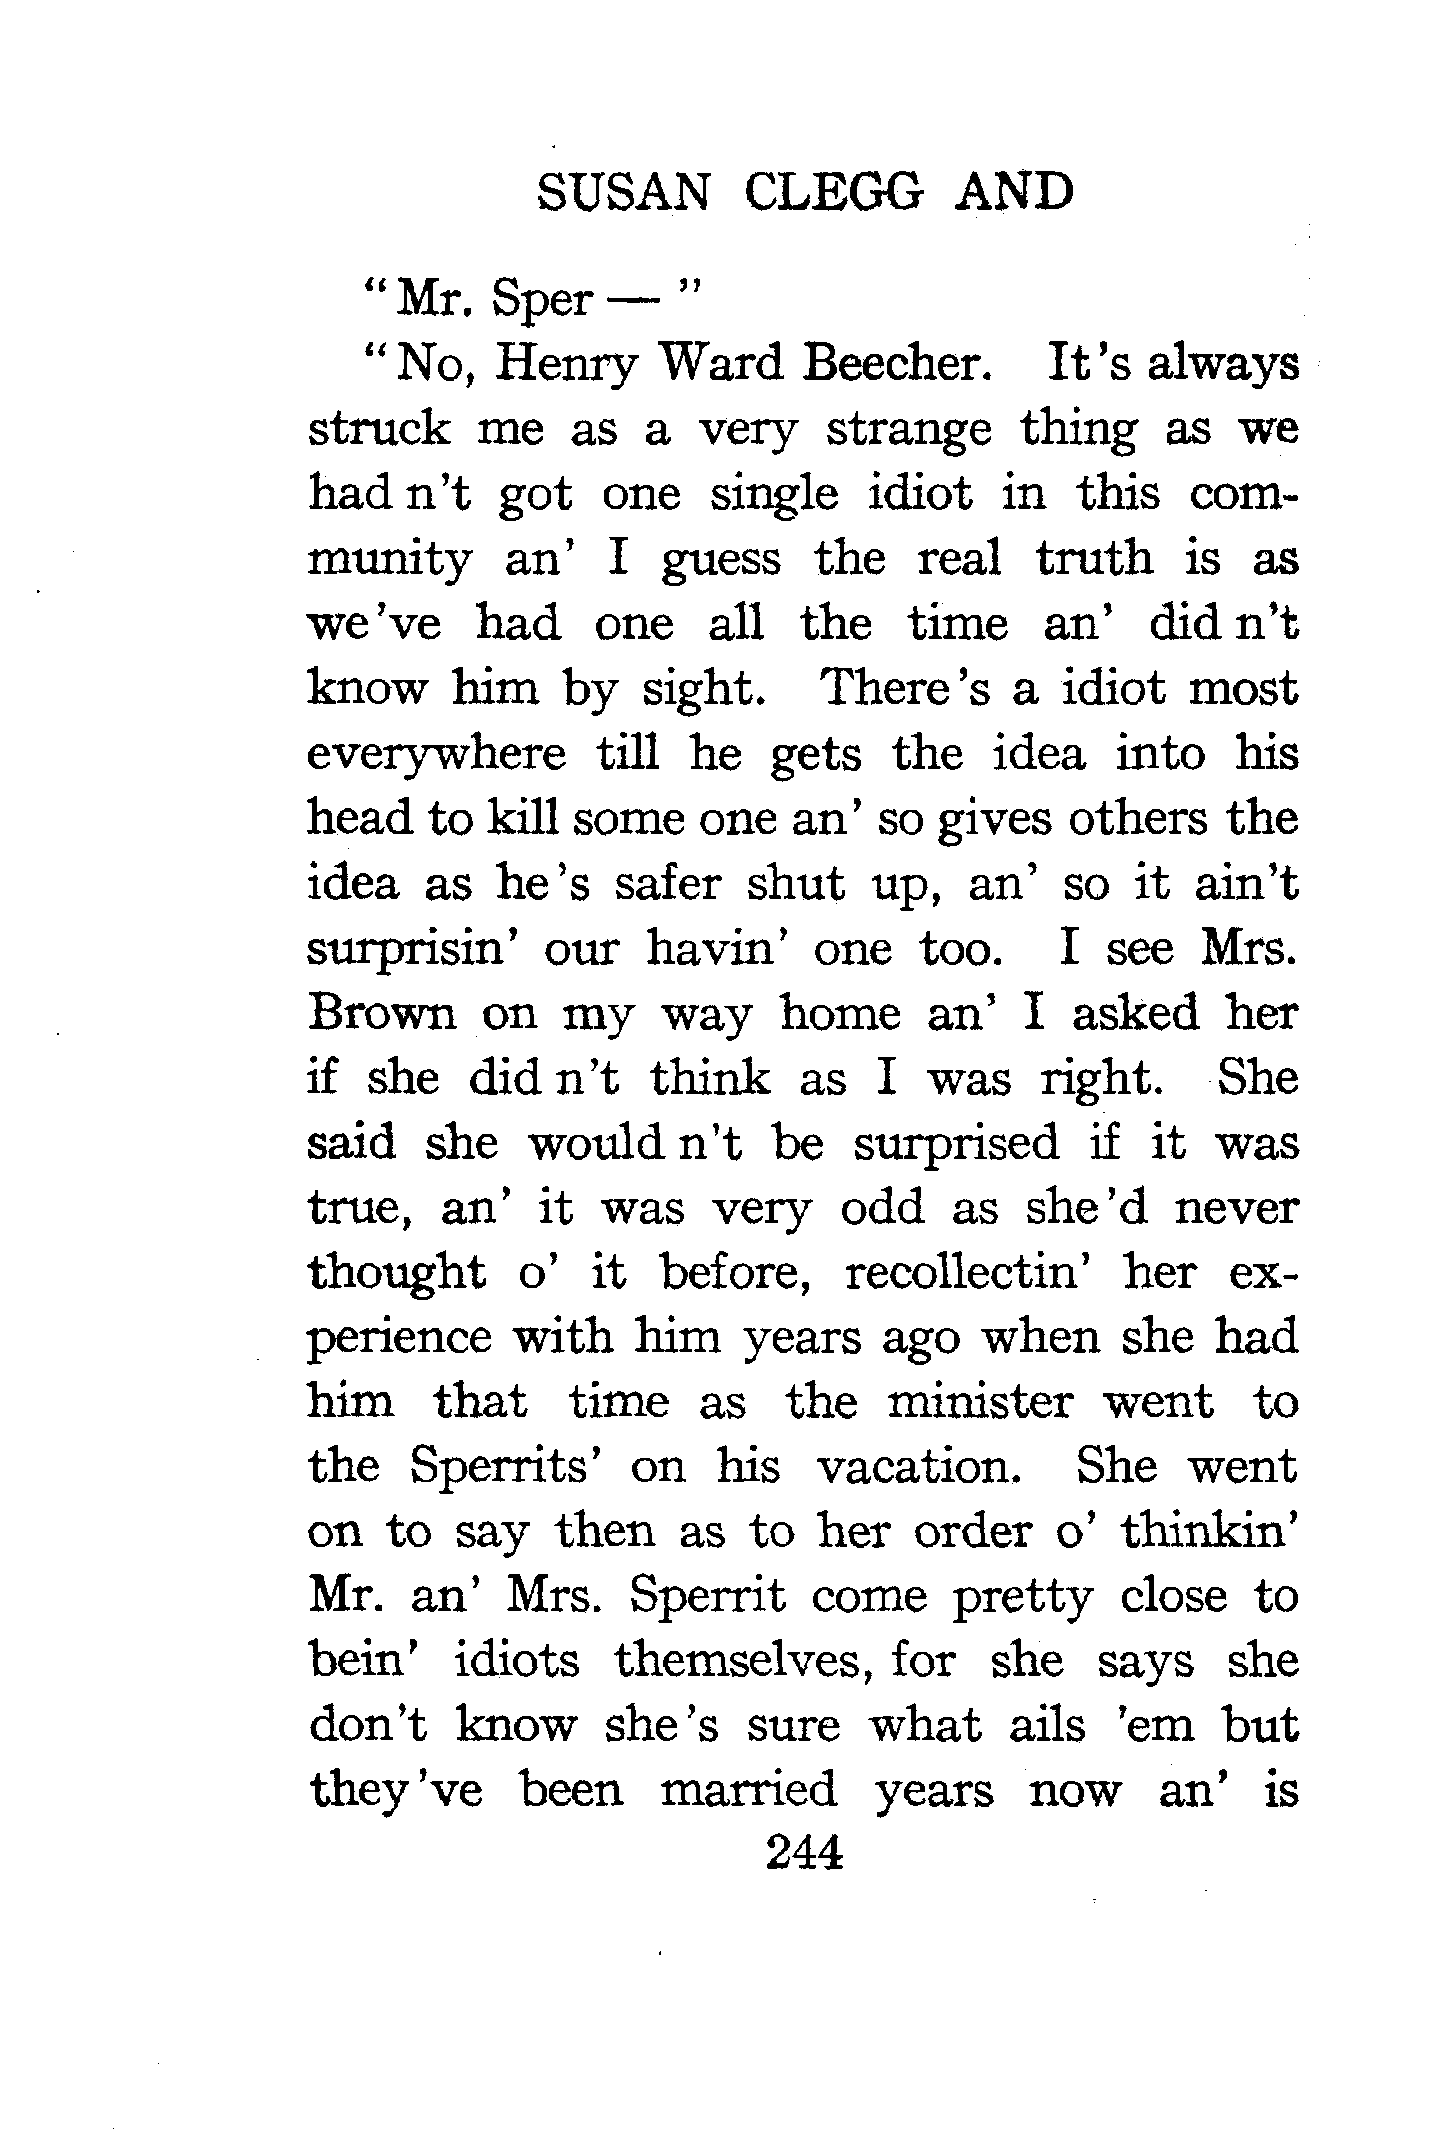 SUSAN CLEGG AND
“Mr. Sper — ”
“No, Henry Ward Beecher. It ’s always
struck me as a very strange thing as we
had n’t got one single idiot in this com-
munity an’ I guess the real truth is as
we ’ve had one all the time an’ did n’t
know him by sight. There ’s a idiot most
everywhere till he gets the idea into his
head to kill some one an’ so gives others the
idea as he ’s safer shut up, an’ so it ain’t
surprisin’ our havin’ one too. I see Mrs.
Brown on my way home an’ I asked her
if she did n’t think as I was right. She
said she would n’t be surprised if it was
true, an’ it was very odd as she ’d never
thought o’ it before, recollectin’ her ex-
perience with him years ago when she had
him that time as the minister went to
the Sperrits’ on his vacation. She went
on to say then as to her order o’ thinkin’
Mr. an’ Mrs. Sperrit come pretty close to
bein’ idiots themselves, for she says she
don’t know she ’s sure what ails ’em but
they ’ve been married years now an’ is
244